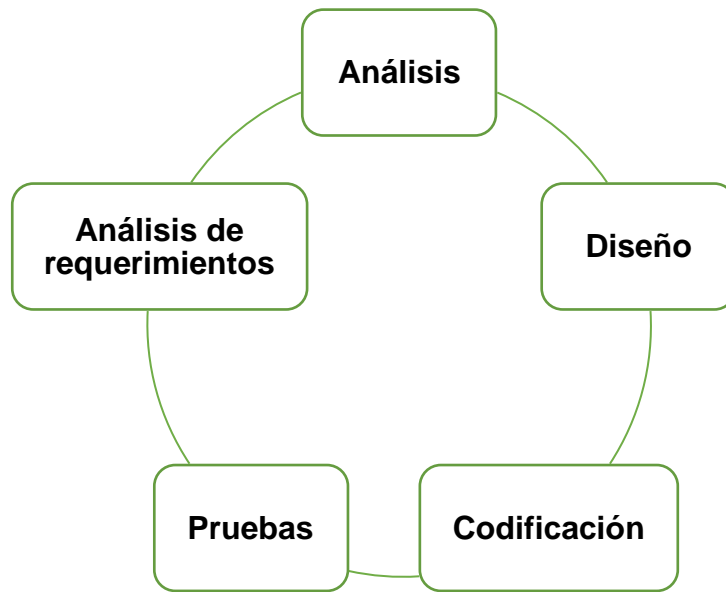 Análisis
Diseño
Codificación
Pruebas
Análisis de
requerimientos